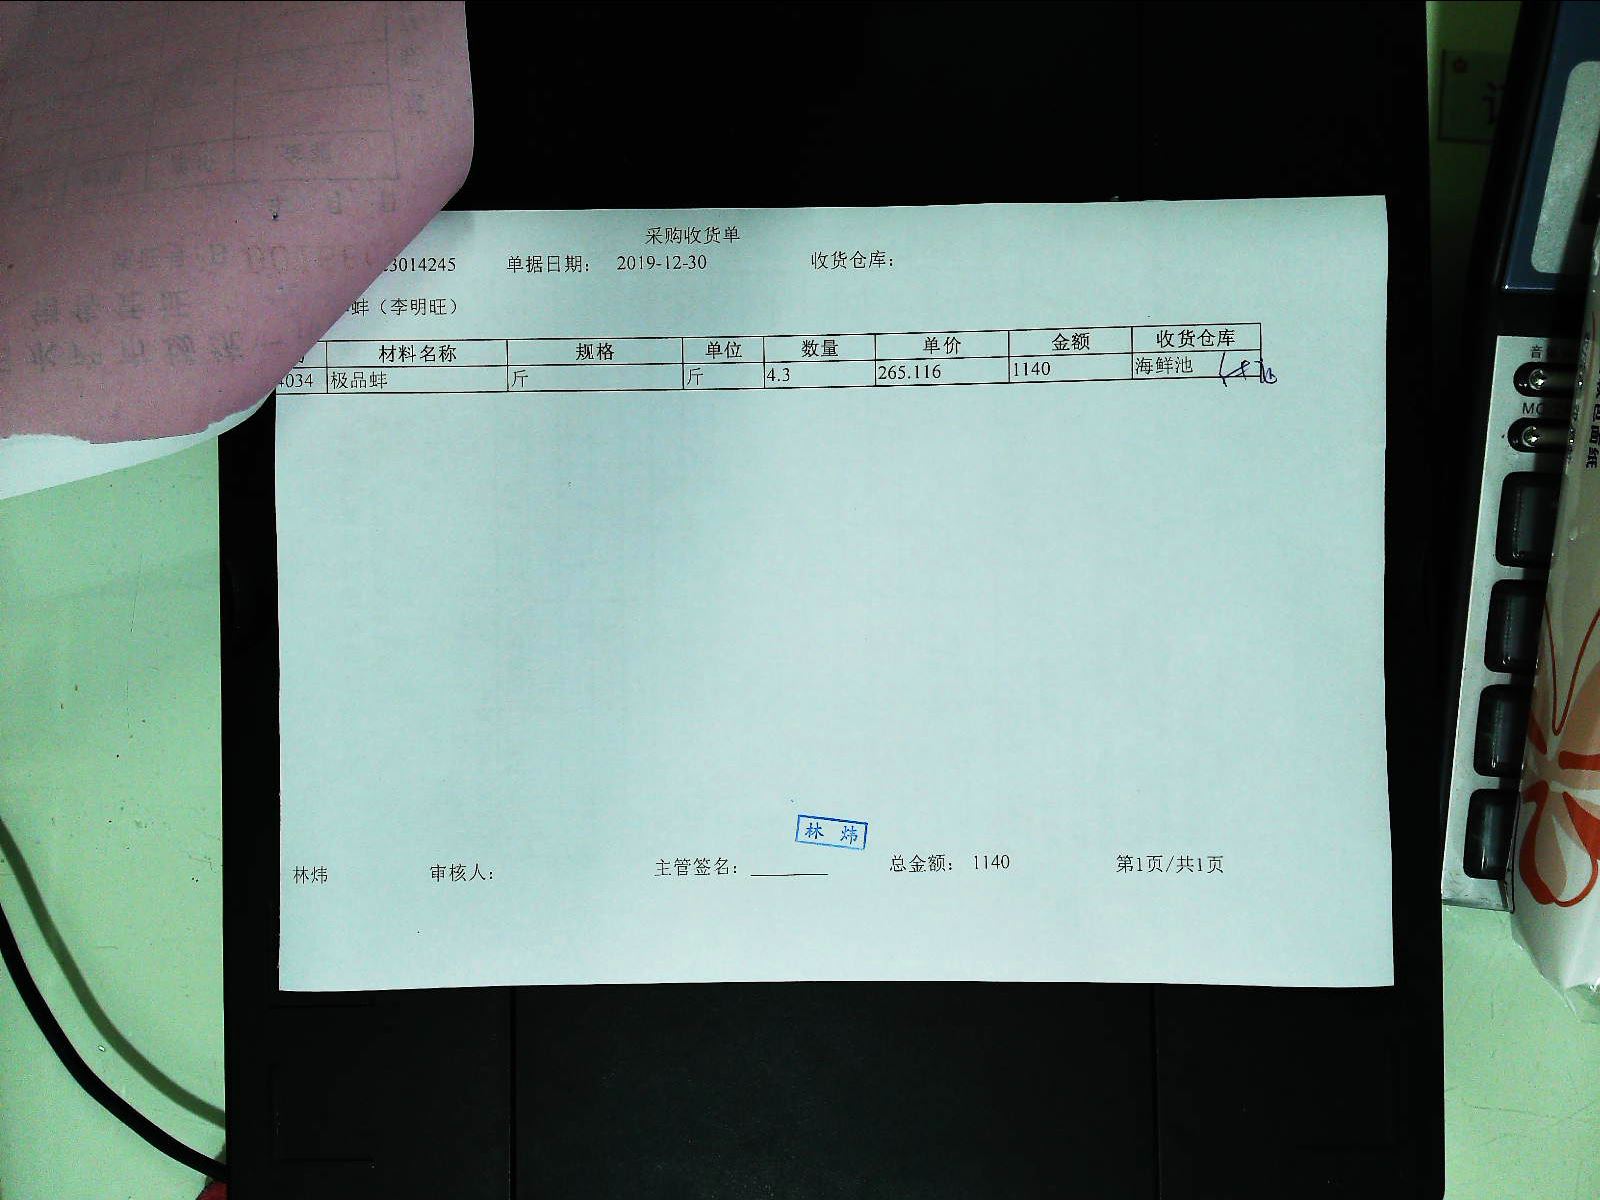 采购收货单
3014245 单据日期： 2019-12-30 收货仓库：
蚌（李明旺）
材料名称 规格 单位 数量 单价 金额 收货仓库
4034 极品蚌 斤 斤 4.3 265.116 1140 海鲜池
林炜
林炜 审核人： 主管签名： 总金额： 1140 第1页/共1页